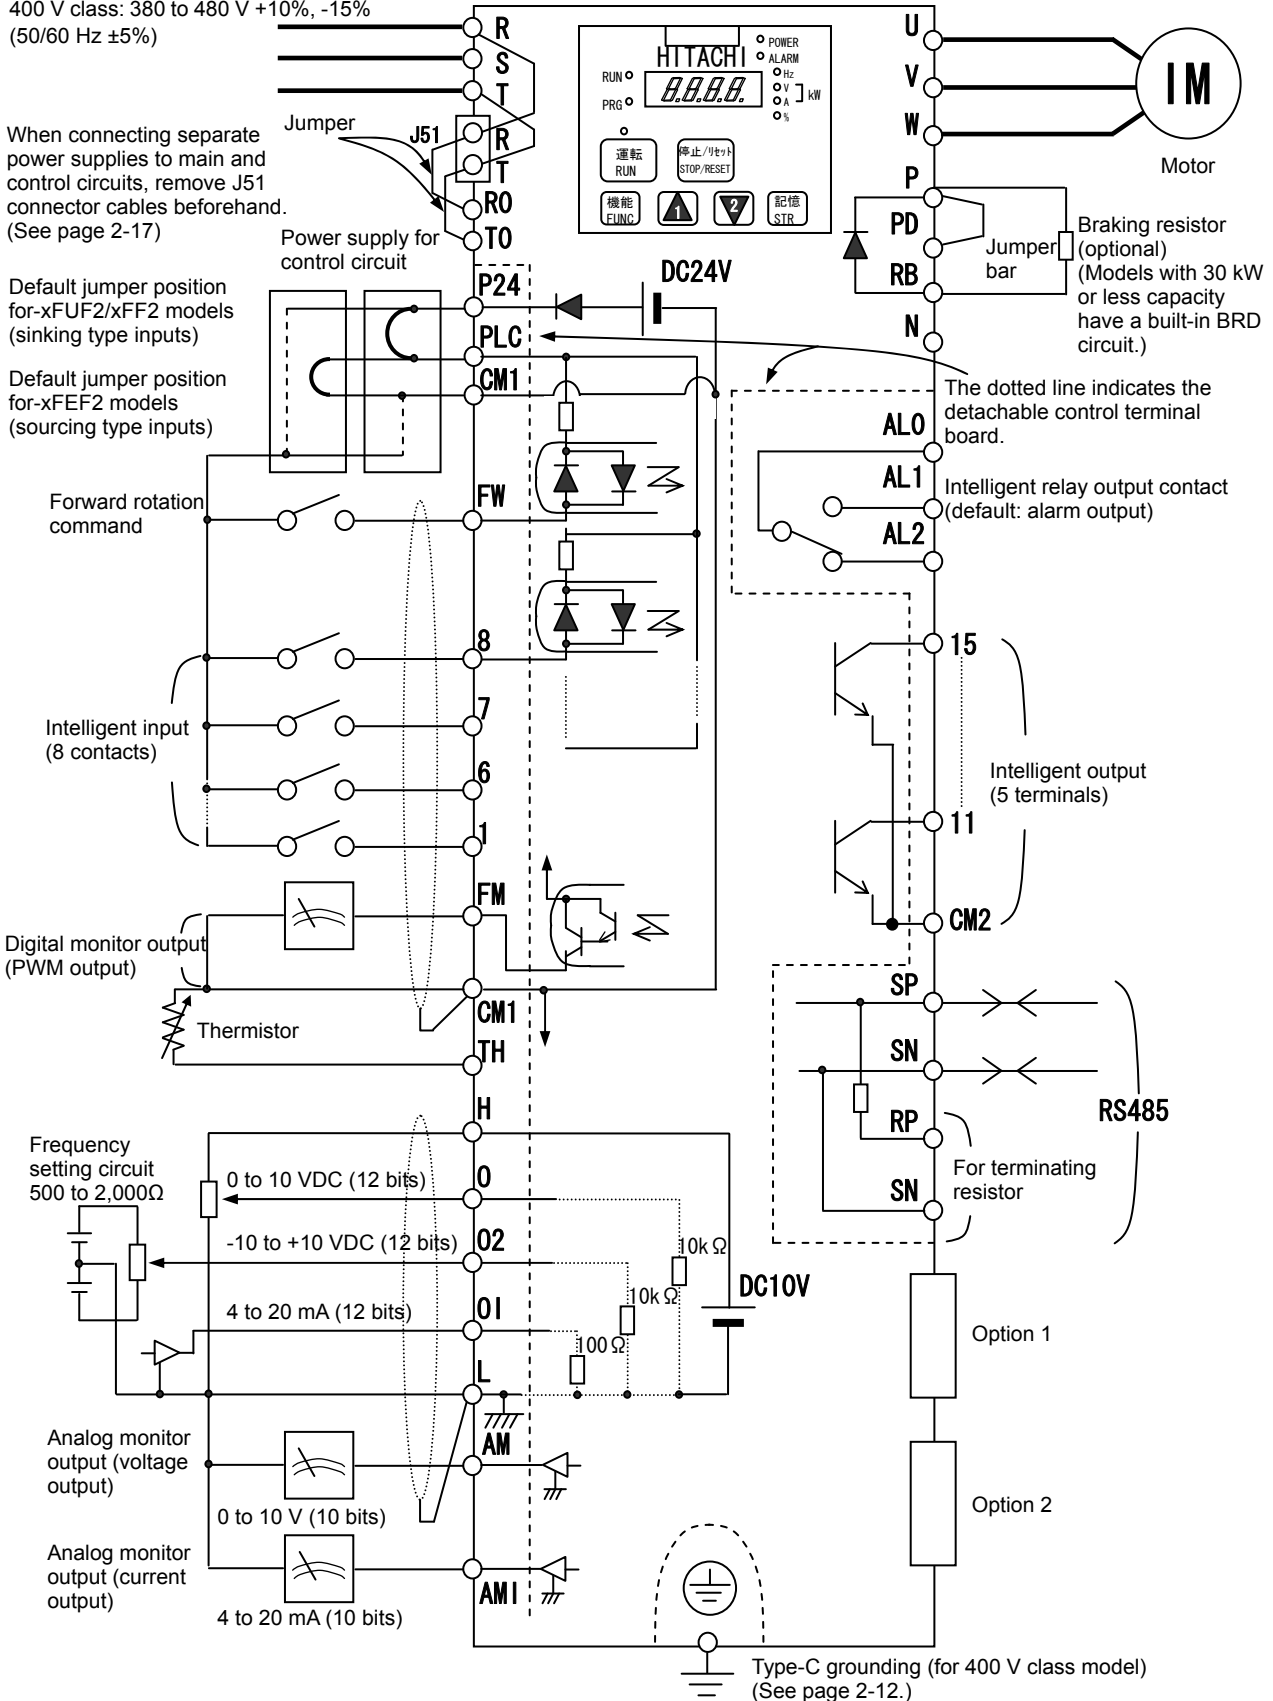 400 V class: 380 to 480 V +10%, -15%
(50/60 Hz ±5%)
R
S
T
J51
R
T
R0
T0
Jumper
When connecting separate
power supplies to main and
control circuits, remove J51
connector cables beforehand.
(See page 2-17)
Power supply for
control circuit
HITACHI
POWER
ALARM
RUN
PRG
8.8.8.8.
Hz
V
A
kW
%
運転
RUN
停止/リセット
STOP/RESET
機能
FUNC
1
2
記憶
STR
U
V
W
IM
Motor
P
PD
RB
N
Jumper
bar
Braking resistor
(optional)
(Models with 30 kW
or less capacity
have a built-in BRD
circuit.)
Default jumper position
for-xFUF2/xFF2 models
(sinking type inputs)
Default jumper position
for-xFEF2 models
(sourcing type inputs)
P24
PLC
CM1
DC24V
The dotted line indicates the
detachable control terminal
board.
AL0
AL1
AL2
Intelligent relay output contact
(default: alarm output)
Forward rotation
command
FW
8
7
6
1
Intelligent input
(8 contacts)
15
11
CM2
Intelligent output
(5 terminals)
FM
Digital monitor output
(PWM output)
CM1
Thermistor
TH
SP
SN
RP
SN
RS485
For terminating
resistor
H
Frequency
setting circuit
500 to 2,000Ω
0 to 10 VDC (12 bits)
O
-10 to +10 VDC (12 bits)
O2
4 to 20 mA (12 bits)
OI
L
10kΩ
10kΩ
100Ω
DC10V
Option 1
Option 2
Analog monitor
output (voltage
output)
0 to 10 V (10 bits)
AM
Analog monitor
output (current
output)
4 to 20 mA (10 bits)
AMI
Type-C grounding (for 400 V class model)
(See page 2-12.)